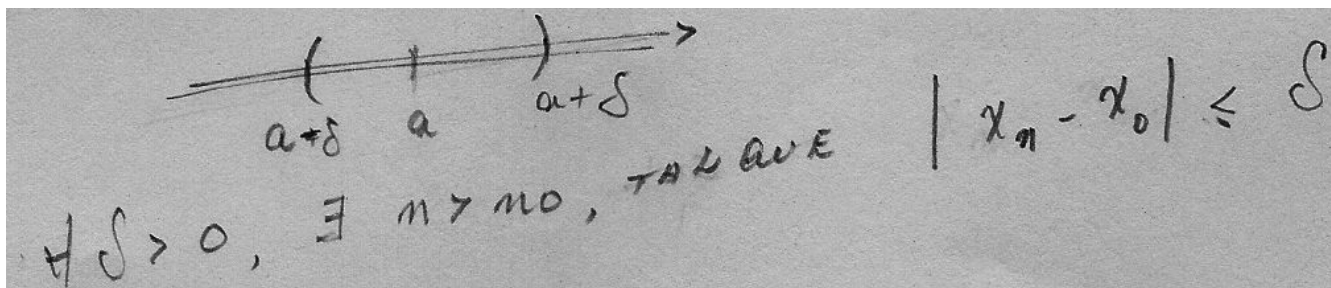 a-δ a a+δ
∀ δ > 0, ∃ n > n0, TAL QUE | xₙ - x₀ | ≤ δ